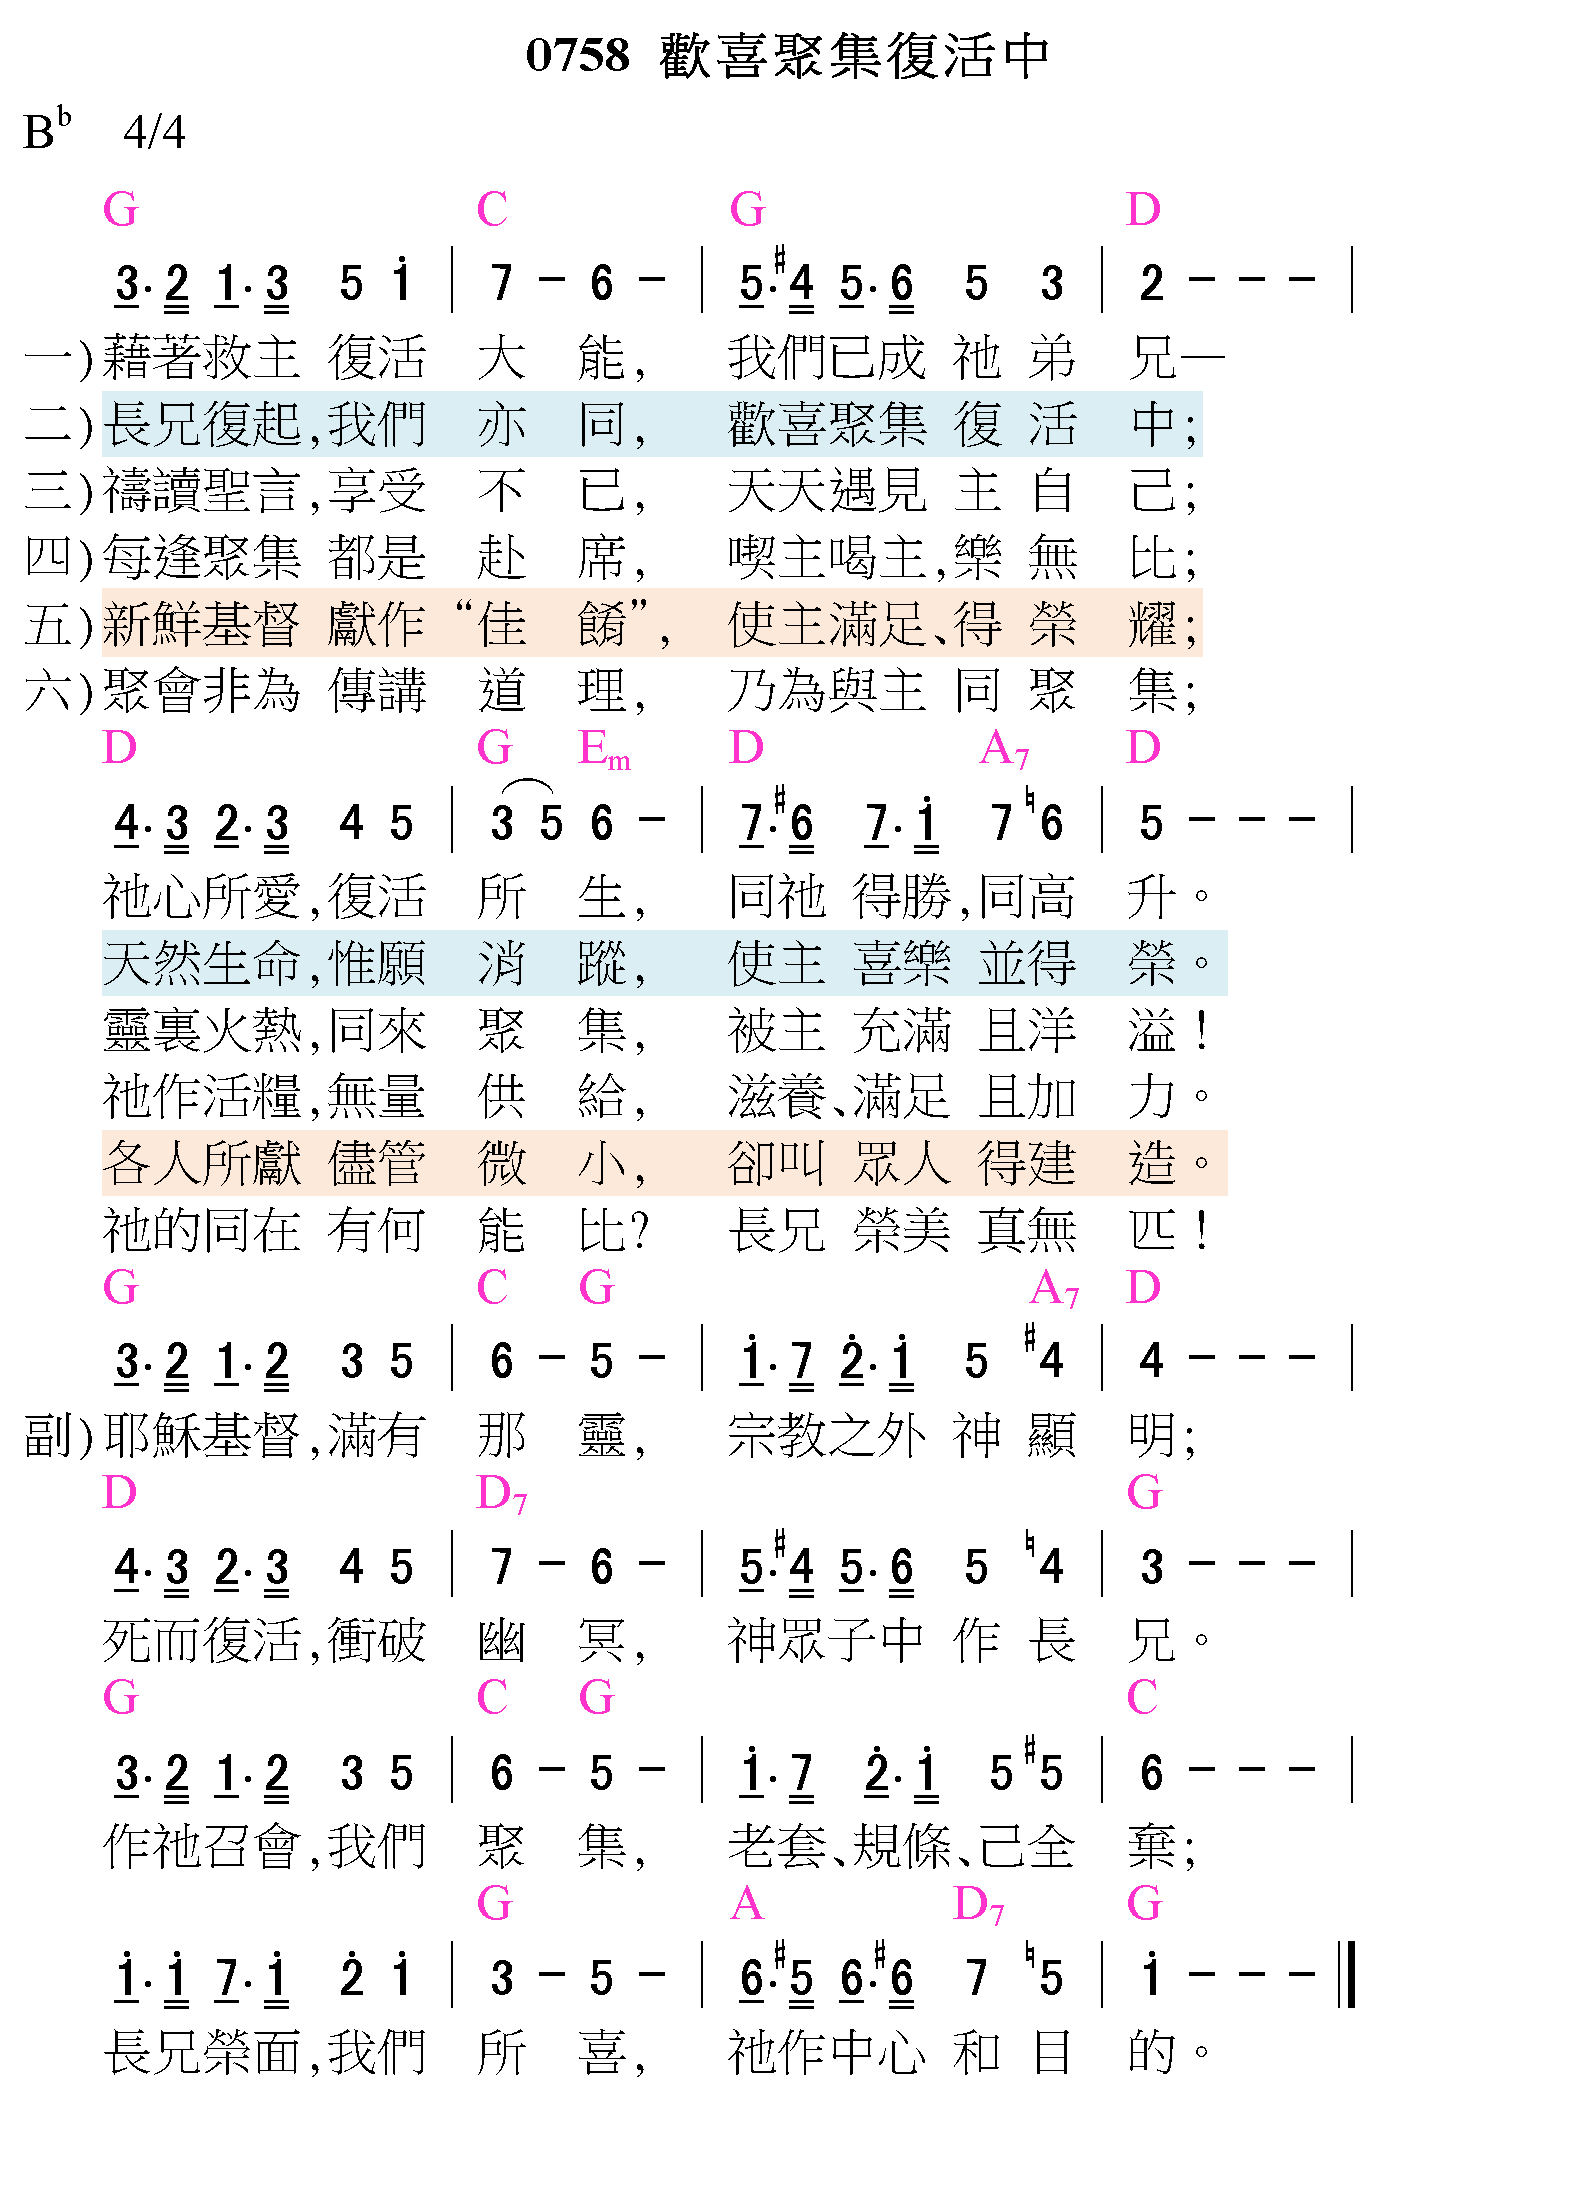 0758 歡喜聚集復活中
B♭ 4/4
G C G D
3. 2 1. 3 5 1̇ | 7 - 6 - | 5. #4 5. 6 5 3 | 2 - - - |
一)藉著救主 復活 大 能, 我們已成 祂 弟 兄—
二)長兄復起,我們 亦 同, 歡喜聚集 復 活 中;
三)禱讀聖言,享受 不 已, 天天遇見 主 自 己;
四)每逢聚集 都是 赴 席, 喫主喝主,樂 無 比;
五)新鮮基督 獻作 “佳 餚”, 使主滿足、得 榮 耀;
六)聚會非為 傳講 道 理, 乃為與主 同 聚 集;
D G Em D A7 D
4. 3 2. 3 4 5 | 3 5 6 - | 7. #6 7. 1̇ 7 ♮6 | 5 - - - |
祂心所愛,復活 所 生, 同祂 得勝,同高 升。
天然生命,惟願 消 蹤, 使主 喜樂 並得 榮。
靈裏火熱,同來 聚 集, 被主 充滿 且洋 溢!
祂作活糧,無量 供 給, 滋養、滿足 且加 力。
各人所獻 儘管 微 小, 卻叫 眾人 得建 造。
祂的同在 有何 能 比? 長兄 榮美 真無 匹!
G C G A7 D
3. 2 1. 2 3 5 | 6 - 5 - | 1̇. 7 2̇. 1̇ 5 #4 | 4 - - - |
副)耶穌基督,滿有 那 靈, 宗教之外 神 顯 明;
D D7 G
4. 3 2. 3 4 5 | 7 - 6 - | 5. #4 5. 6 5 ♮4 | 3 - - - |
死而復活,衝破 幽 冥, 神眾子中 作 長 兄。
G C G C
3. 2 1. 2 3 5 | 6 - 5 - | 1̇. 7 2̇. 1̇ 5 #5 | 6 - - - |
作祂召會,我們 聚 集, 老套、規條、己全 棄;
G A D7 G
1̇. 1̇ 7. 1̇ 2̇ 1̇ | 3 - 5 - | 6. #5 6. #6 7 ♮5 | 1̇ - - - ‖
長兄榮面,我們 所 喜, 祂作中心 和 目 的。